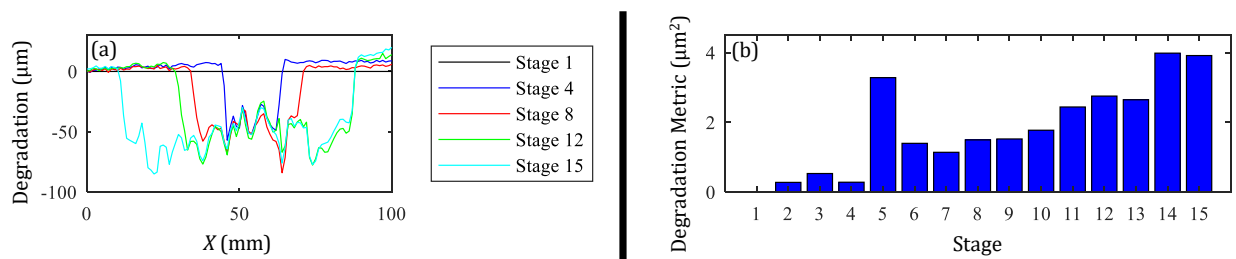 (a)
Degradation (μm)
0
-50
-100
0
50
100
X (mm)
Stage 1
Stage 4
Stage 8
Stage 12
Stage 15
(b)
Degradation Metric (μm²)
4
2
0
1 2 3 4 5 6 7 8 9 10 11 12 13 14 15
Stage